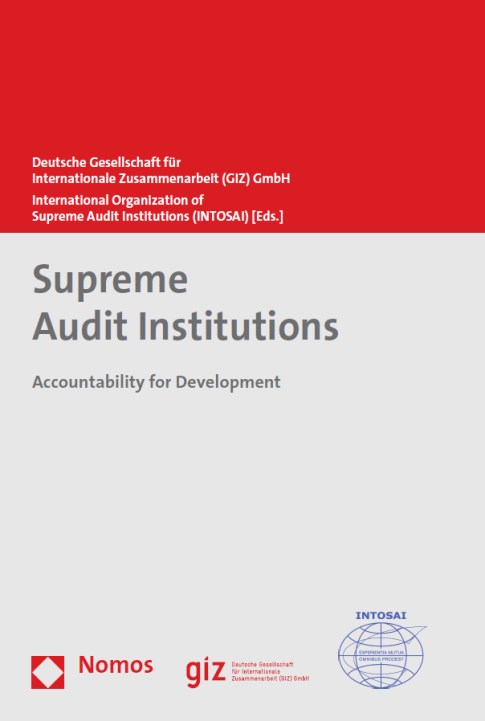 Deutsche Gesellschaft für
Internationale Zusammenarbeit (GIZ) GmbH
International Organization of
Supreme Audit Institutions (INTOSAI) [Eds.]
Supreme
Audit Institutions
Accountability for Development
Nomos
giz
Deutsche Gesellschaft
für Internationale
Zusammenarbeit (GIZ) GmbH
INTOSAI
EXPERIENTIA MUTUA
OMNIBUS PRODEST